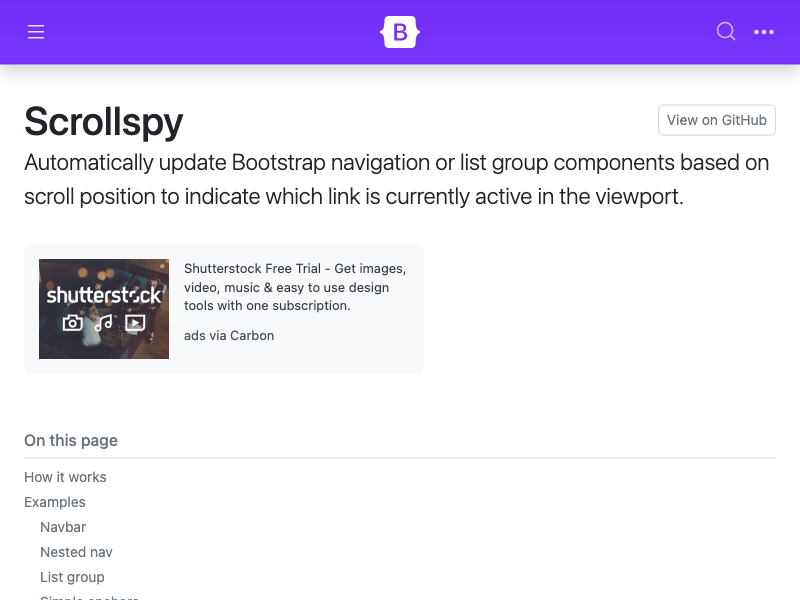 B
Scrollspy
View on GitHub
Automatically update Bootstrap navigation or list group components based on
scroll position to indicate which link is currently active in the viewport.
shutterstock
Shutterstock Free Trial - Get images,
video, music & easy to use design
tools with one subscription.
ads via Carbon
On this page
How it works
Examples
Navbar
Nested nav
List group
Simple anchors